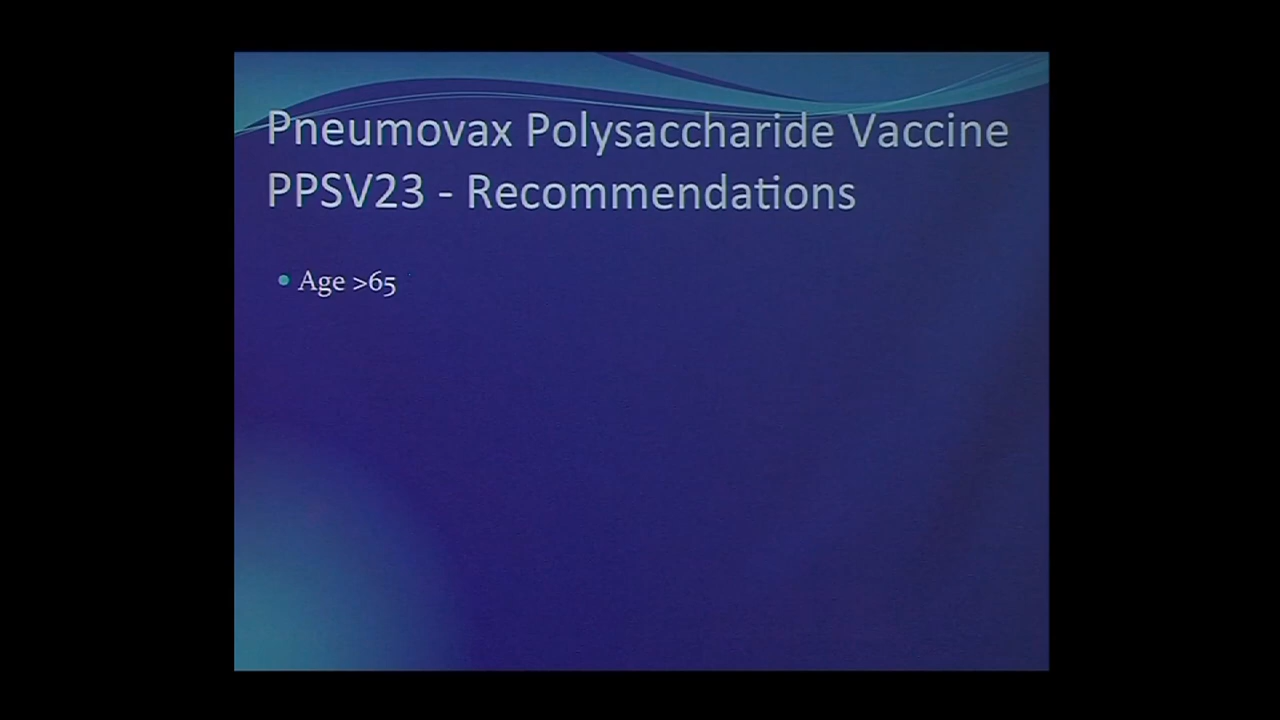 Pneumovax Polysaccharide Vaccine
PPSV23 - Recommendations
Age >65